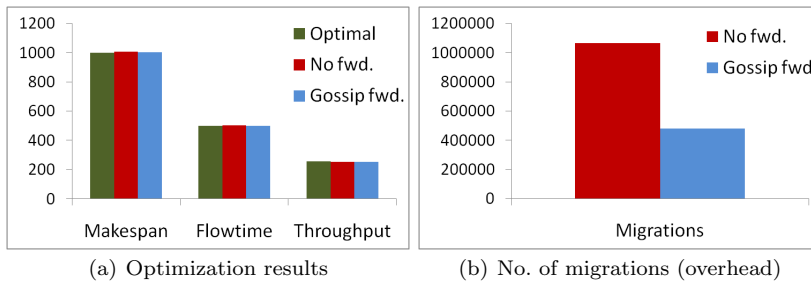 1200
1000
800
600
400
200
0
Optimal
No fwd.
Gossip fwd.
Makespan Flowtime Throughput
(a) Optimization results
1200000
1000000
800000
600000
400000
200000
0
No fwd.
Gossip fwd
Migrations
(b) No. of migrations (overhead)